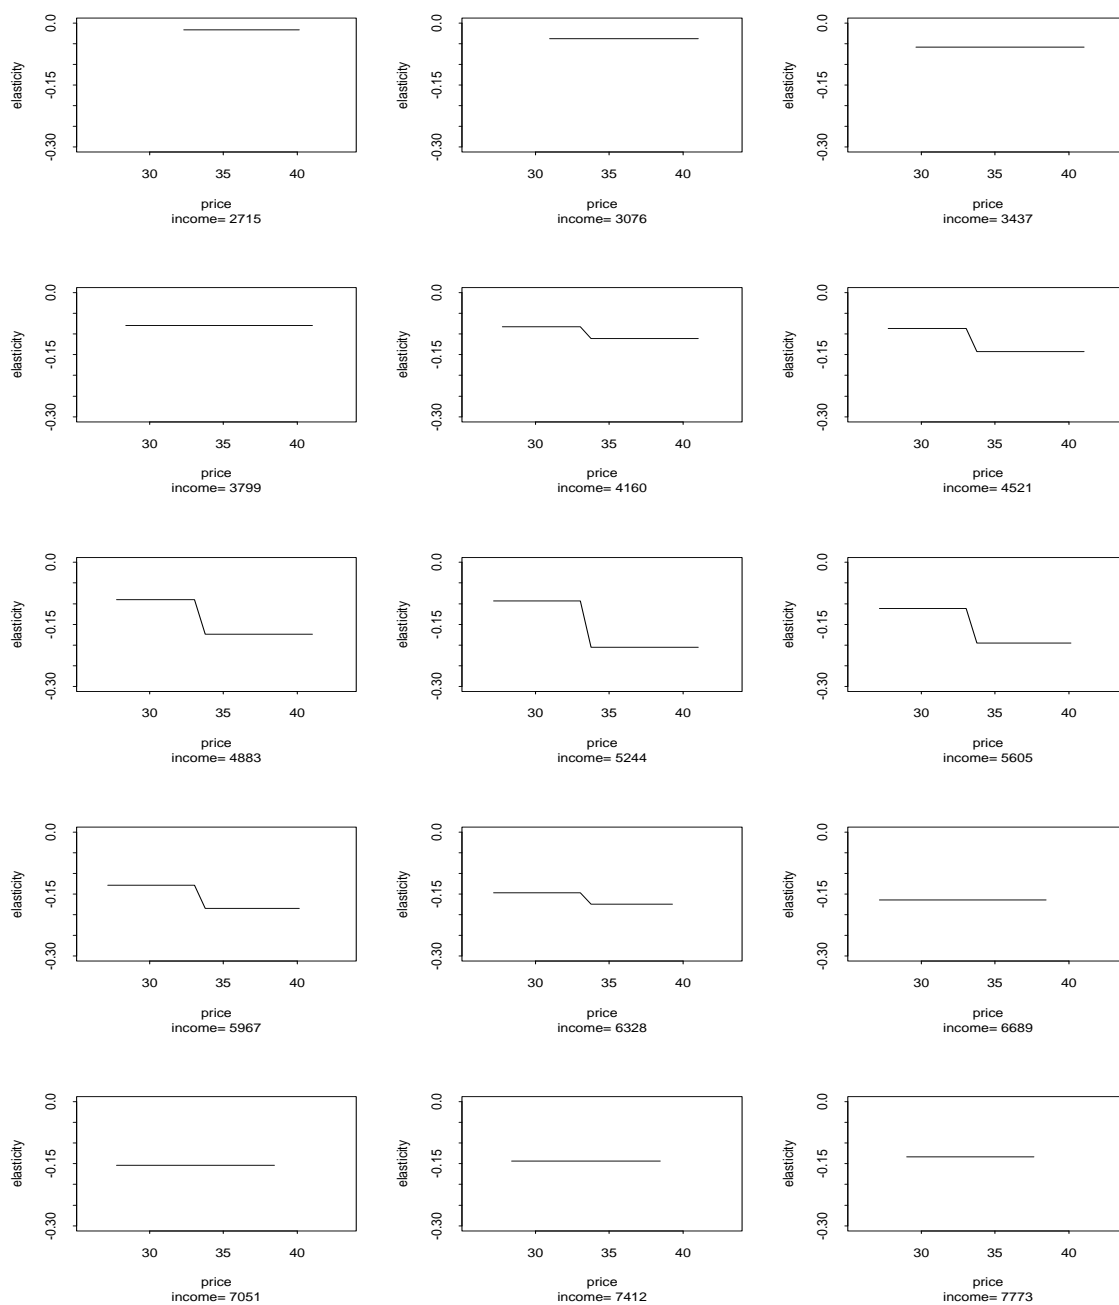 elasticity
0.0
-0.15
-0.30
30 35 40
price
income= 2715
elasticity
0.0
-0.15
-0.30
30 35 40
price
income= 3076
elasticity
0.0
-0.15
-0.30
30 35 40
price
income= 3437
elasticity
0.0
-0.15
-0.30
30 35 40
price
income= 3799
elasticity
0.0
-0.15
-0.30
30 35 40
price
income= 4160
elasticity
0.0
-0.15
-0.30
30 35 40
price
income= 4521
elasticity
0.0
-0.15
-0.30
30 35 40
price
income= 4883
elasticity
0.0
-0.15
-0.30
30 35 40
price
income= 5244
elasticity
0.0
-0.15
-0.30
30 35 40
price
income= 5605
elasticity
0.0
-0.15
-0.30
30 35 40
price
income= 5967
elasticity
0.0
-0.15
-0.30
30 35 40
price
income= 6328
elasticity
0.0
-0.15
-0.30
30 35 40
price
income= 6689
elasticity
0.0
-0.15
-0.30
30 35 40
price
income= 7051
elasticity
0.0
-0.15
-0.30
30 35 40
price
income= 7412
elasticity
0.0
-0.15
-0.30
30 35 40
price
income= 7773